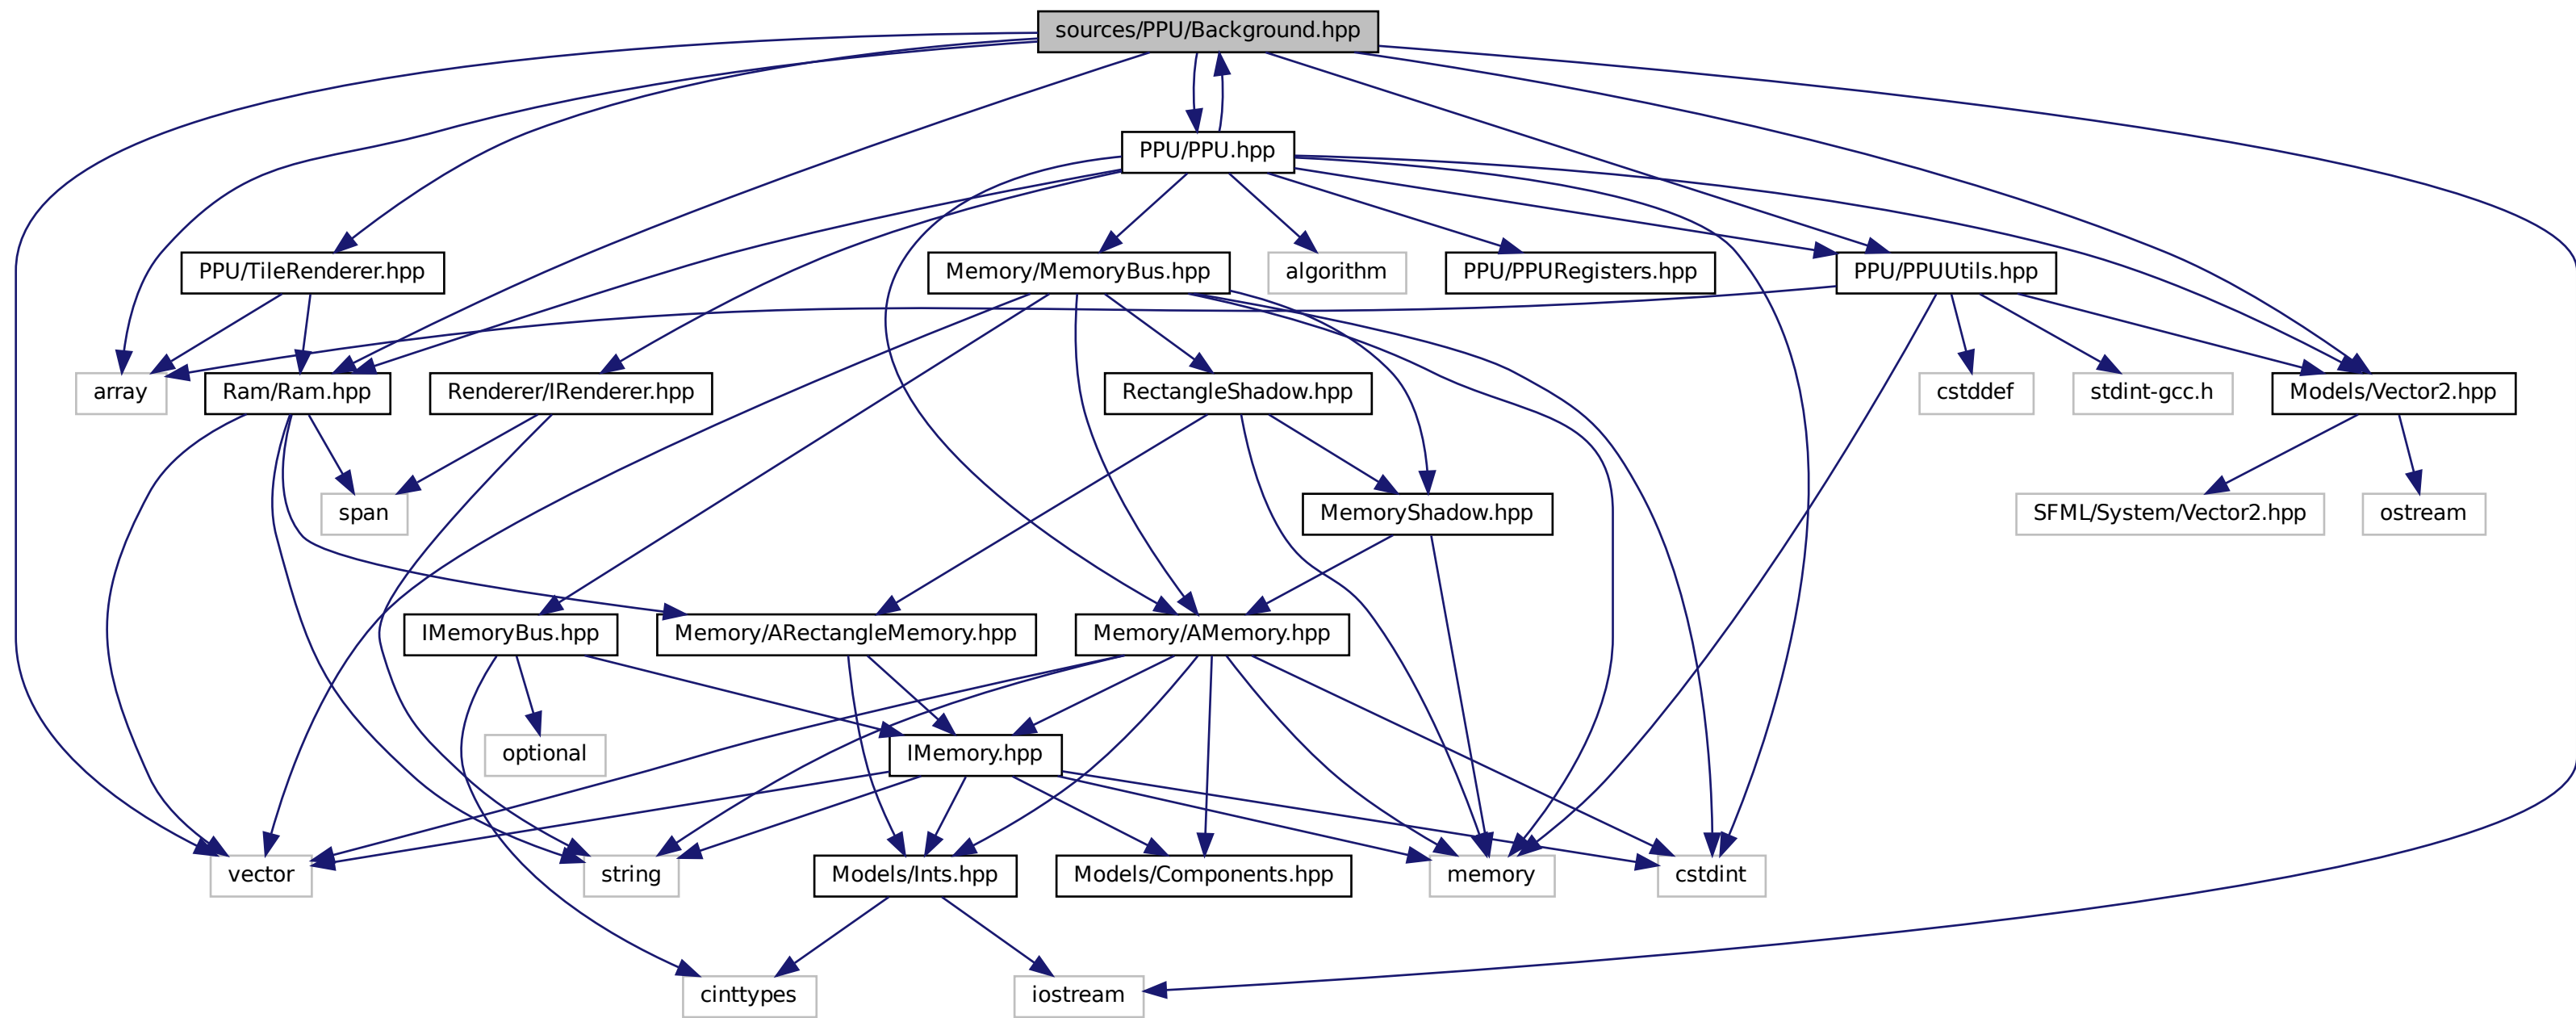 sources/PPU/Background.hpp
PPU/PPU.hpp
PPU/TileRenderer.hpp
Memory/MemoryBus.hpp
algorithm
PPU/PPURegisters.hpp
PPU/PPUUtils.hpp
array
Ram/Ram.hpp
Renderer/IRenderer.hpp
RectangleShadow.hpp
cstddef
stdint-gcc.h
Models/Vector2.hpp
span
MemoryShadow.hpp
SFML/System/Vector2.hpp
ostream
IMemoryBus.hpp
Memory/ARectangleMemory.hpp
Memory/AMemory.hpp
optional
IMemory.hpp
vector
string
Models/Ints.hpp
Models/Components.hpp
memory
cstdint
cinttypes
iostream